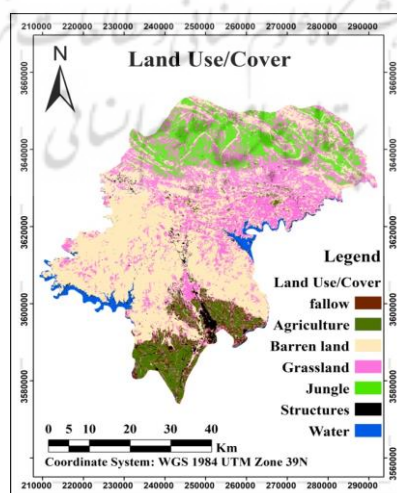 210000 220000 230000 240000 250000 260000 270000 280000 290000
N
Land Use/Cover
3660000
3640000
3620000
3600000
3580000
3560000
3660000
3640000
3620000
3600000
3580000
3560000
Legend
Land Use/Cover
fallow
Agriculture
Barren land
Grassland
Jungle
Structures
Water
0 5 10 20 30 40
Km
Coordinate System: WGS 1984 UTM Zone 39N
210000 220000 230000 240000 250000 260000 270000 280000 290000